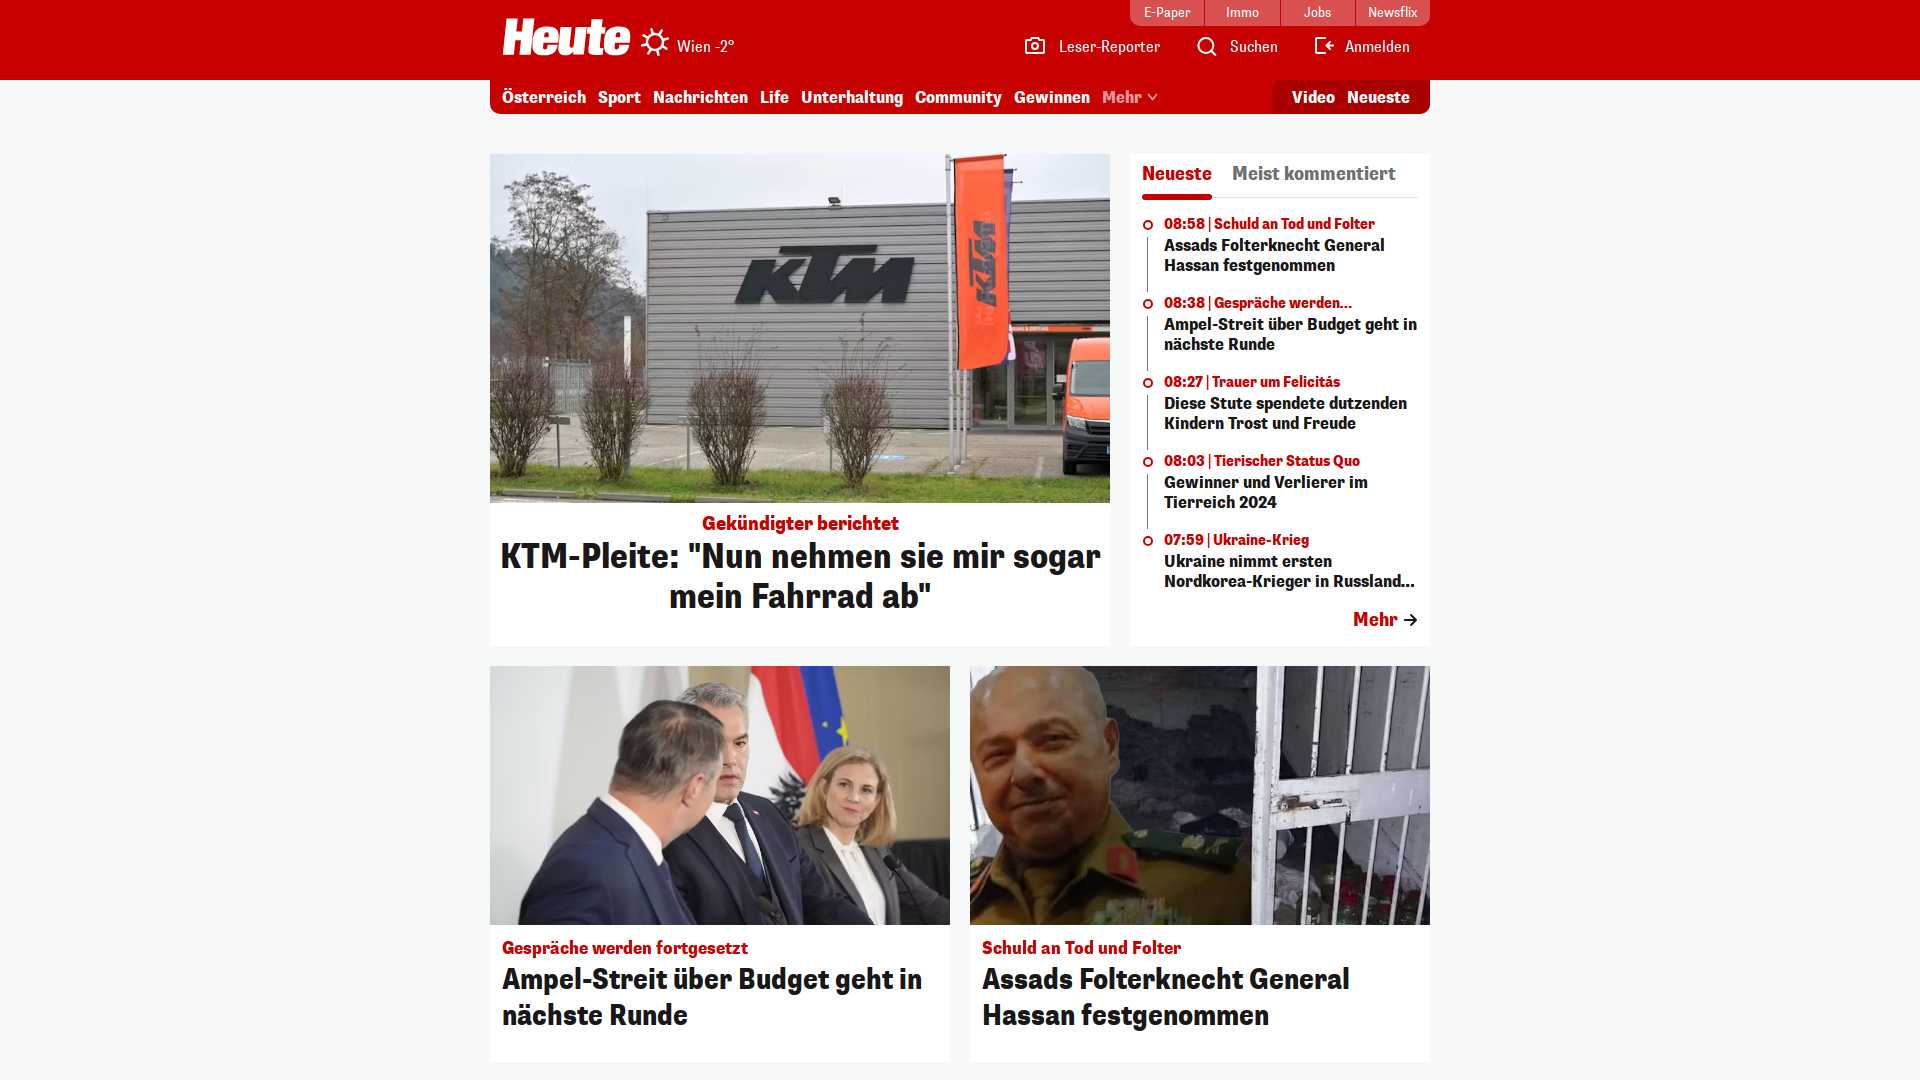 E-Paper
Immo
Jobs
Newsflix
Heute
Wien -2°
Leser-Reporter
Suchen
Anmelden
Österreich
Sport
Nachrichten
Life
Unterhaltung
Community
Gewinnen
Mehr
Video
Neueste
KTM
KTM
Gekündigter berichtet
KTM-Pleite: "Nun nehmen sie mir sogar
mein Fahrrad ab"
Neueste
Meist kommentiert
08:58 | Schuld an Tod und Folter
Assads Folterknecht General
Hassan festgenommen
08:38 | Gespräche werden...
Ampel-Streit über Budget geht in
nächste Runde
08:27 | Trauer um Felicitás
Diese Stute spendete dutzenden
Kindern Trost und Freude
08:03 | Tierischer Status Quo
Gewinner und Verlierer im
Tierreich 2024
07:59 | Ukraine-Krieg
Ukraine nimmt ersten
Nordkorea-Krieger in Russland...
Mehr
Gespräche werden fortgesetzt
Ampel-Streit über Budget geht in
nächste Runde
Schuld an Tod und Folter
Assads Folterknecht General
Hassan festgenommen